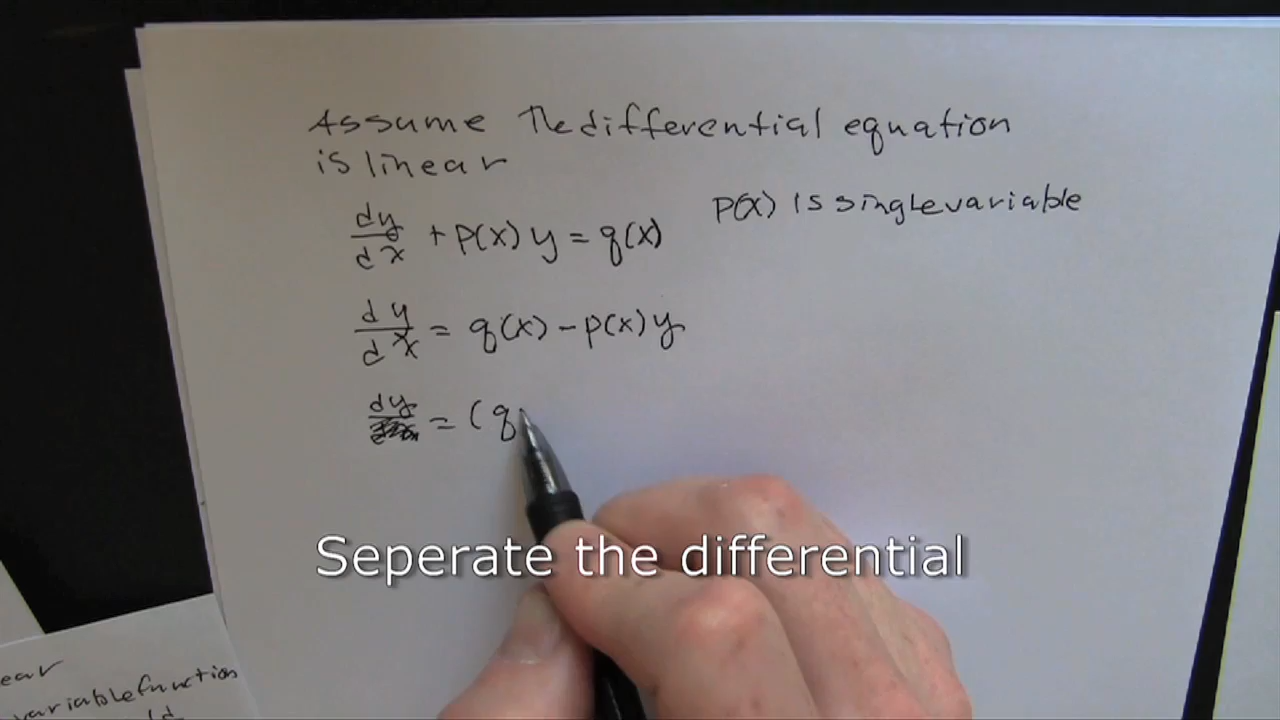 Assume The differential equation
is linear
P(x) is single variable
dy/dx + p(x) y = q(x)
dy/dx = q(x) - p(x) y
dy = ( q
Seperate the differential
ear
variable function